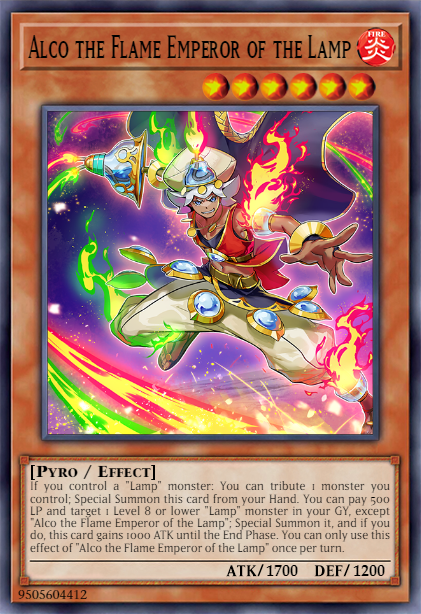 Alco the Flame Emperor of the Lamp
FIRE
炎
[Pyro / Effect]
If you control a "Lamp" monster: You can tribute 1 monster you
control; Special Summon this card from your Hand. You can pay 500
LP and target 1 Level 8 or lower "Lamp" monster in your GY, except
"Alco the Flame Emperor of the Lamp"; Special Summon it, and if you
do, this card gains 1000 ATK until the End Phase. You can only use this
effect of "Alco the Flame Emperor of the Lamp" once per turn.
ATK/1700 DEF/1200
9505604412